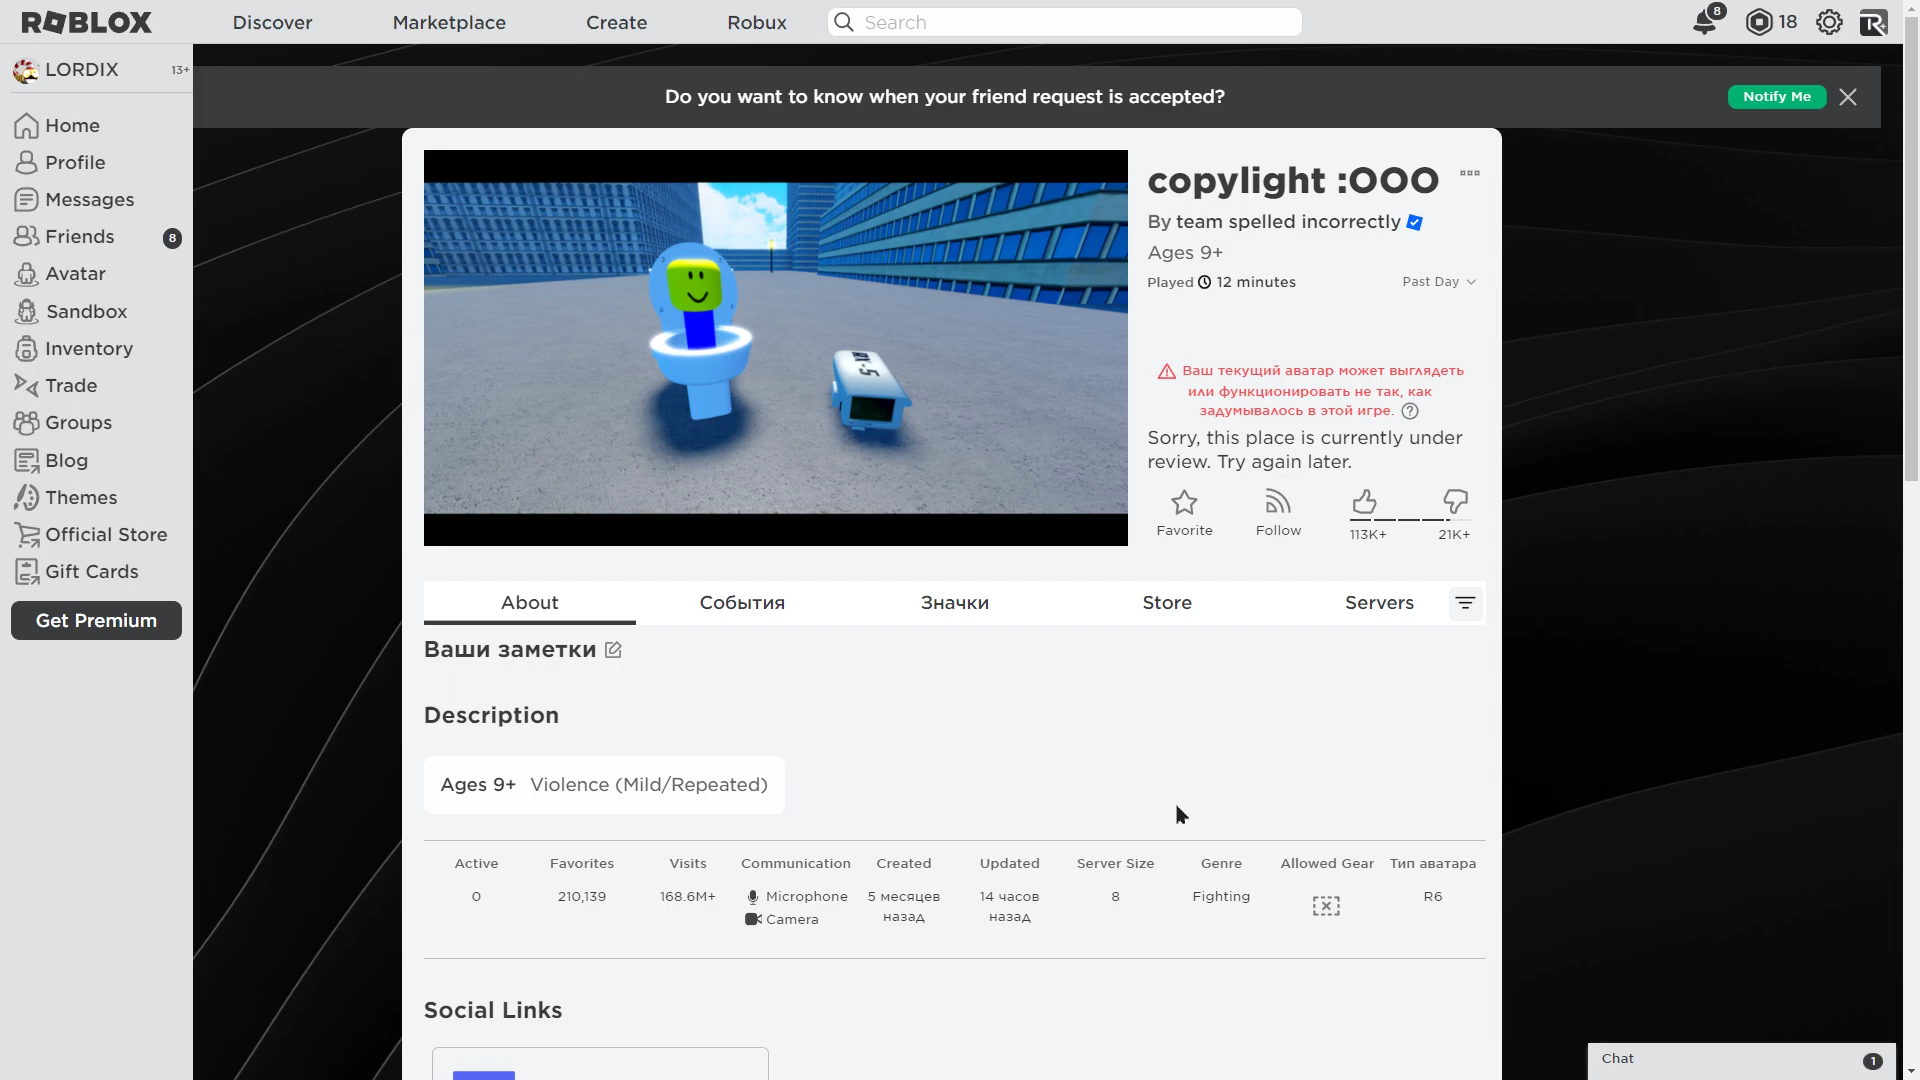 ROBLOX
Discover
Marketplace
Create
Robux
Search
8
18
LORDIX
13+
Do you want to know when your friend request is accepted?
Notify Me
Home
Profile
Messages
Friends
8
Avatar
Sandbox
Inventory
Trade
Groups
Blog
Themes
Official Store
Gift Cards
Get Premium
RX-5
copylight :OOO
By team spelled incorrectly
Ages 9+
Played 12 minutes
Past Day
Ваш текущий аватар может выглядеть
или функционировать не так, как
задумывалось в этой игре.
Sorry, this place is currently under
review. Try again later.
Favorite
Follow
113K+
21K+
About
События
Значки
Store
Servers
Ваши заметки
Description
Ages 9+ Violence (Mild/Repeated)
Active Favorites Visits Communication Created Updated Server Size Genre Allowed Gear Тип аватара
0 210,139 168.6M+ Microphone 5 месяцев 14 часов 8 Fighting R6
Camera назад назад
Social Links
Chat
1